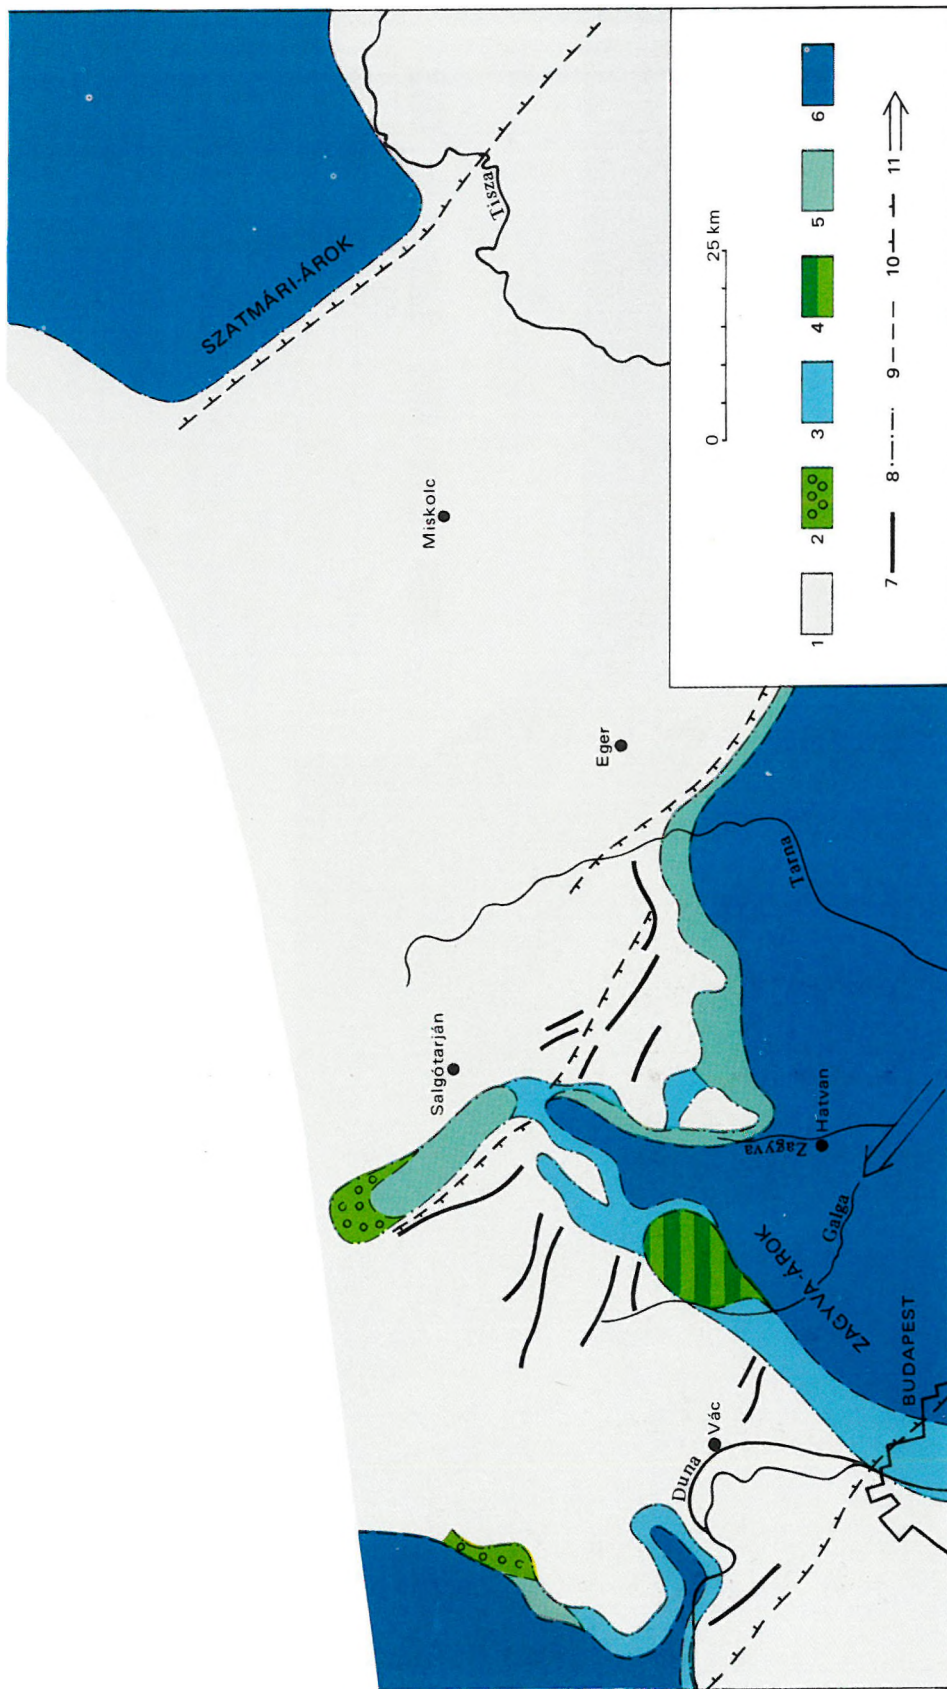 SZATMÁRI-ÁROK
Tisza
Miskolc
Eger
Tarna
Salgótarján
Zagyva
Hatvan
Galga
ZAGYVA-ÁROK
BUDAPEST
Vác
Duna
0 25 km
1 2 3 4 5 6
7 8 9 10 11